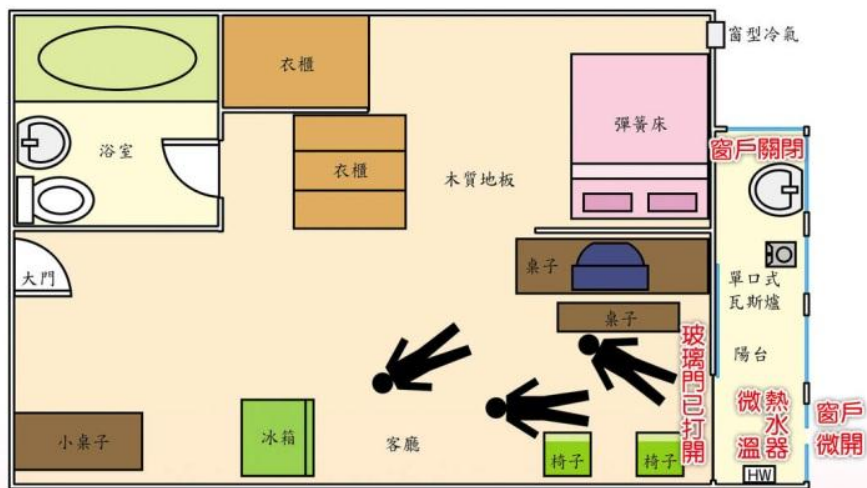 窗型冷氣
衣櫃
彈簧床
浴室
窗戶關閉
衣櫃
木質地板
大門
桌子
單口式
瓦斯爐
桌子
玻璃門已打開
陽台
微溫
熱水器
窗戶
微開
小桌子
冰箱
客廳
椅子
椅子
HW